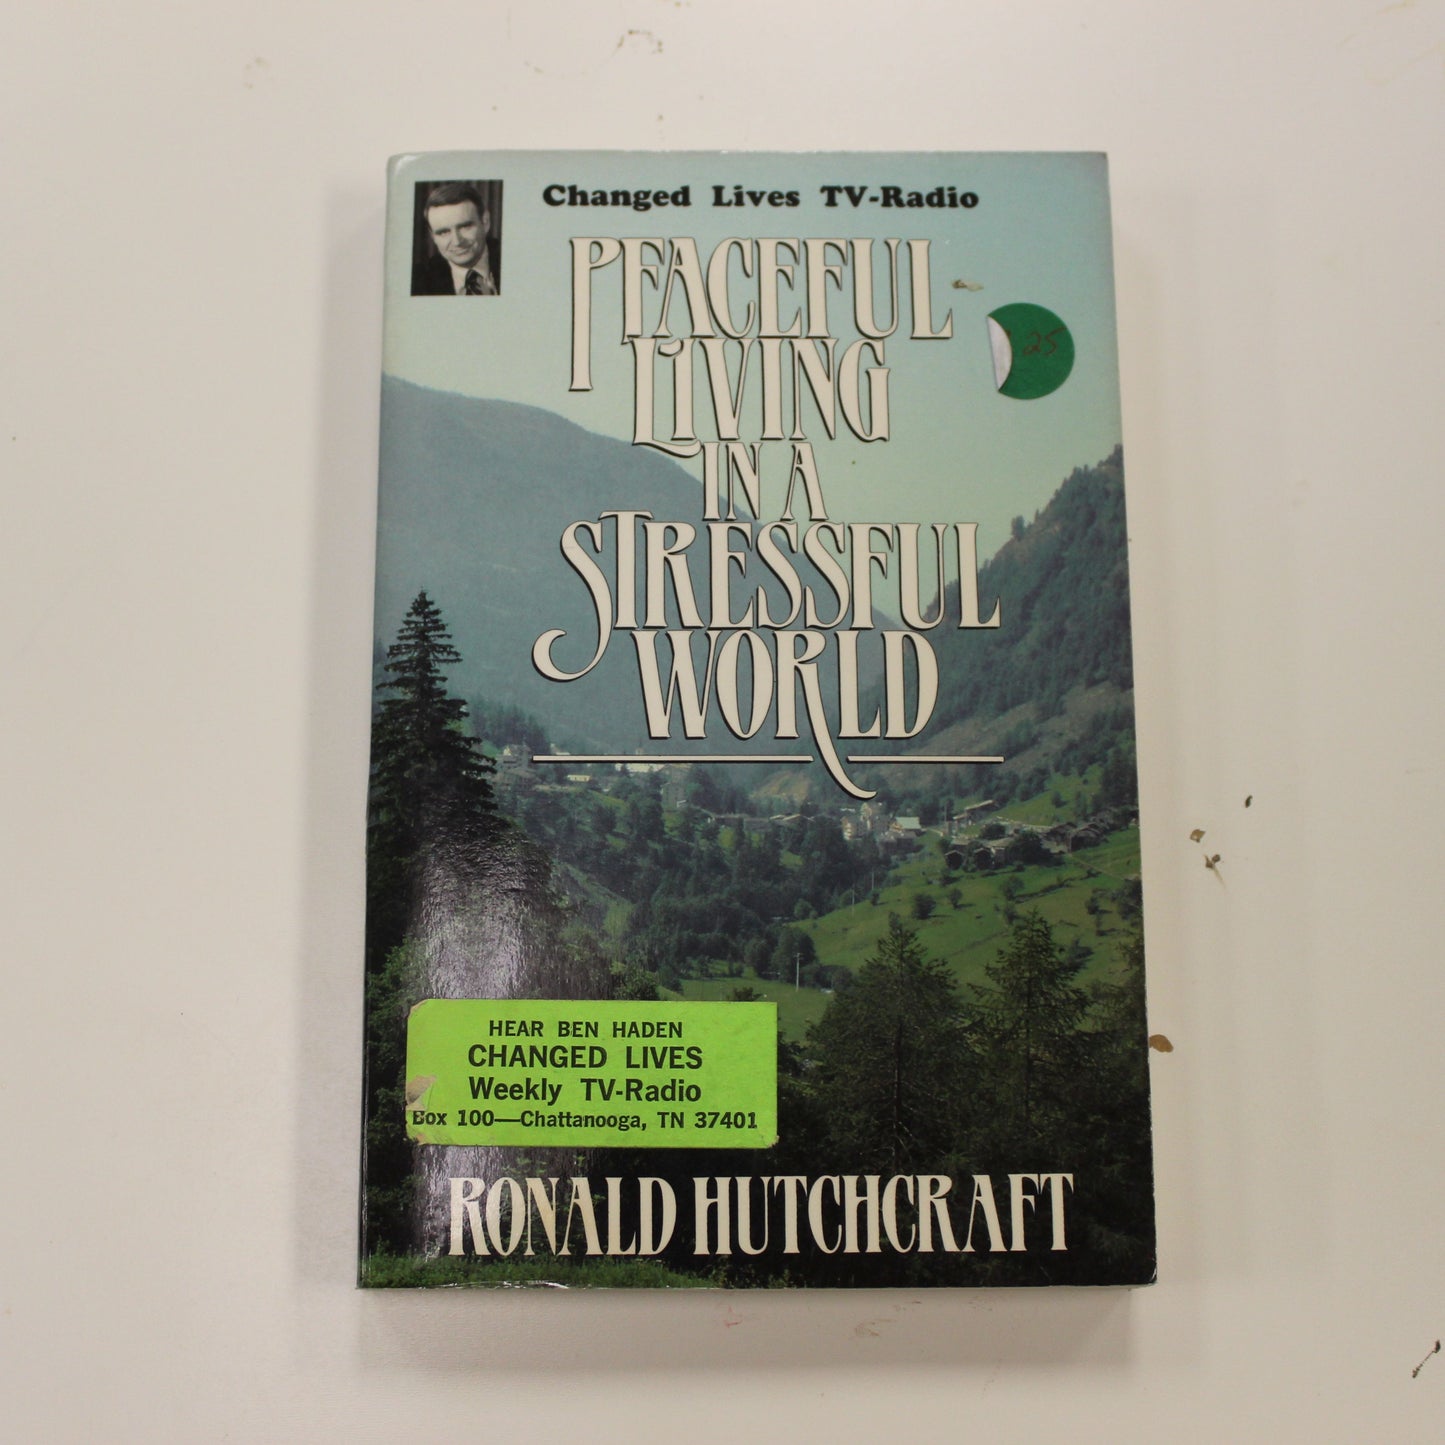 Changed Lives TV-Radio
PEACEFUL
LIVING
IN A
STRESSFUL
WORLD
25
HEAR BEN HADEN
CHANGED LIVES
Weekly TV-Radio
Box 100—Chattanooga, TN 37401
RONALD HUTCHCRAFT